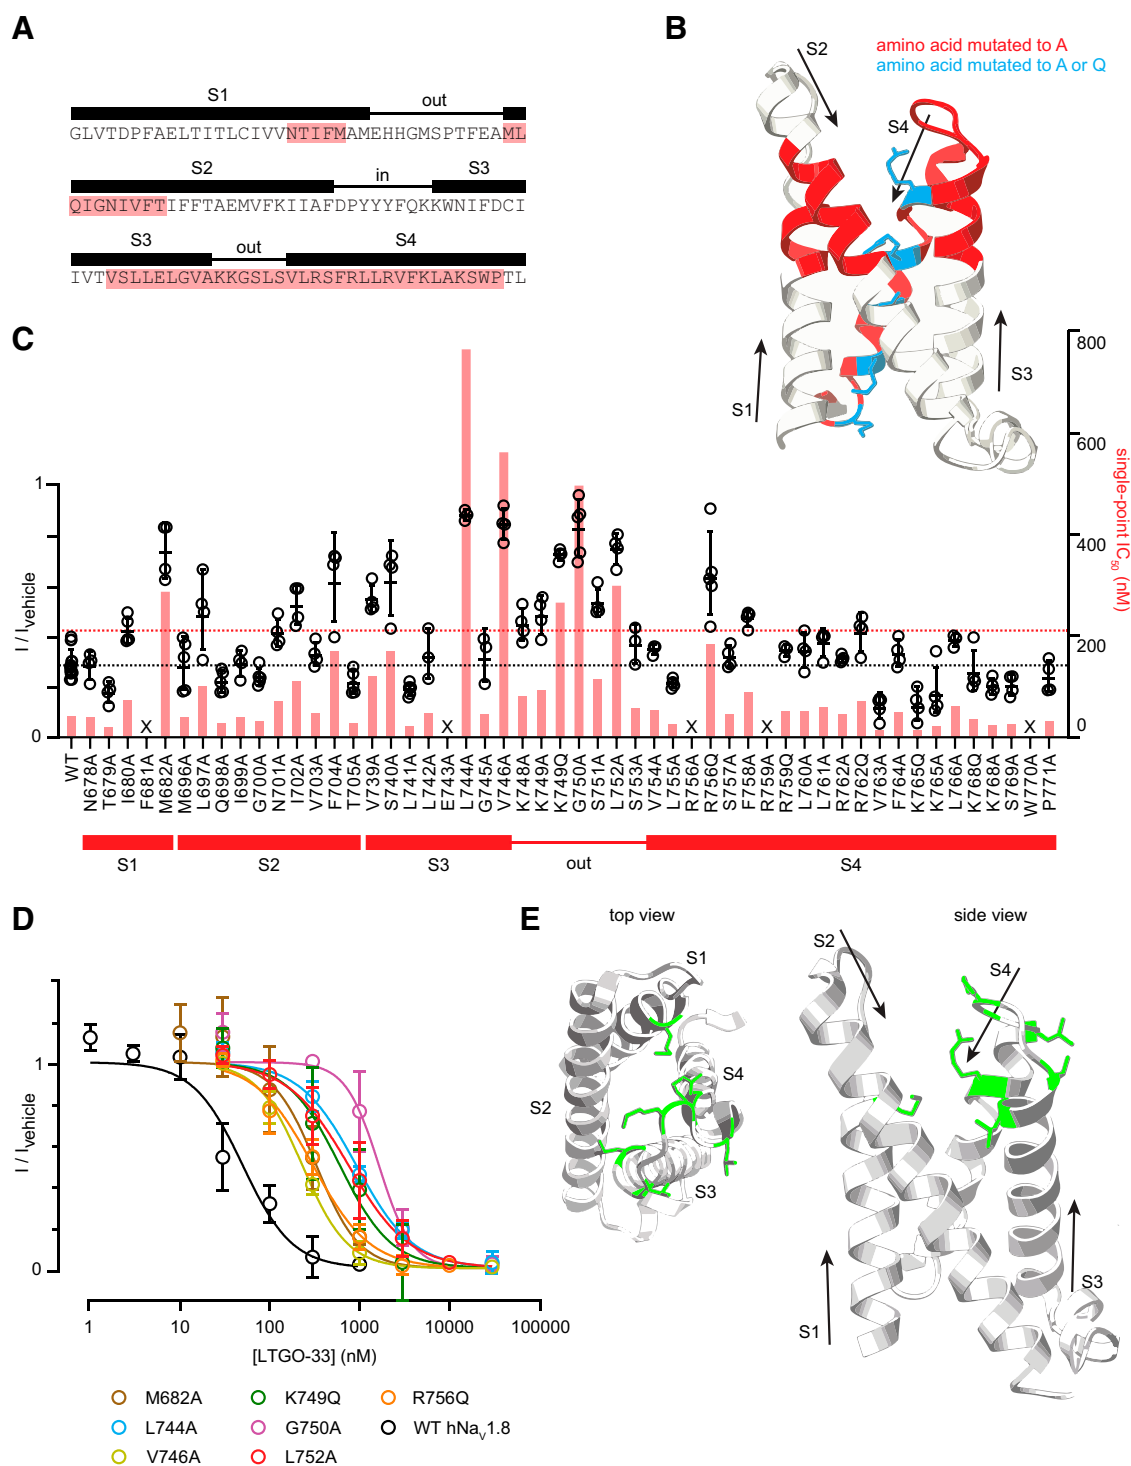 A
S1
out
GLVTDPFAELTITLCIVVNTIFMAMEHHGMSPTFEAML
S2
in
S3
QIGNIVFTIFFTAEMVFKIIAFDPYYYFQKKWNIFDCI
S3
out
S4
IVTVSLLELGVAKKGSLSVLRSFRLLRVFKLAKSWPTL
B
amino acid mutated to A
amino acid mutated to A or Q
S2
S4
S1
S3
C
I / Ivehicle
1
0
800
600
400
200
0
single-point IC50 (nM)
X X X X X
WT N678A T679A I680A F681A M682A M696A L697A Q698A I699A G700A N701A I702A V703A F704A T705A V739A S740A L741A L742A E743A L744A G745A V746A K748A K749A K749Q G750A S751A L752A S753A V754A L755A R756A R756Q S757A F758A R759A R759Q L760A L761A R762A R762Q V763A F764A K765Q K765A L766A K768Q K768A S769A W770A P771A
S1 S2 S3 out S4
D
I / Ivehicle
1
0
1 10 100 1000 10000 100000
[LTGO-33] (nM)
M682A K749Q R756Q
L744A G750A WT hNaV1.8
V746A L752A
E
top view
side view
S1
S2
S4
S3
S2
S4
S1
S3